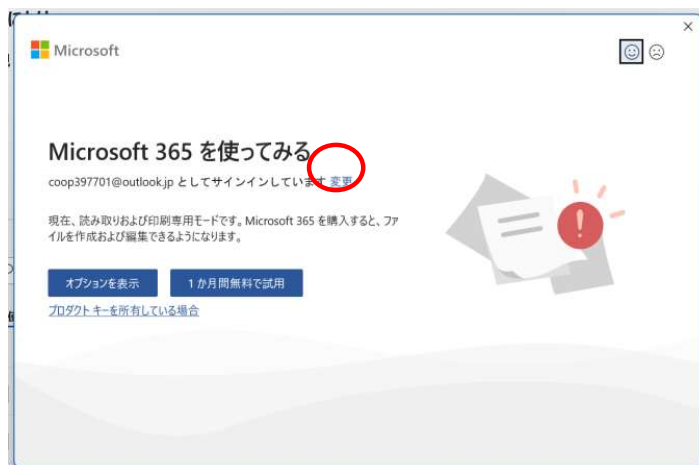 Microsoft
Microsoft 365 を使ってみる
coop397701@outlook.jp としてサインインしています 変更
現在、読み取りおよび印刷専用モードです。Microsoft 365 を購入すると、ファ
イルを作成および編集できるようになります。
オプションを表示
1 か月間無料で試用
プロダクト キーを所有している場合